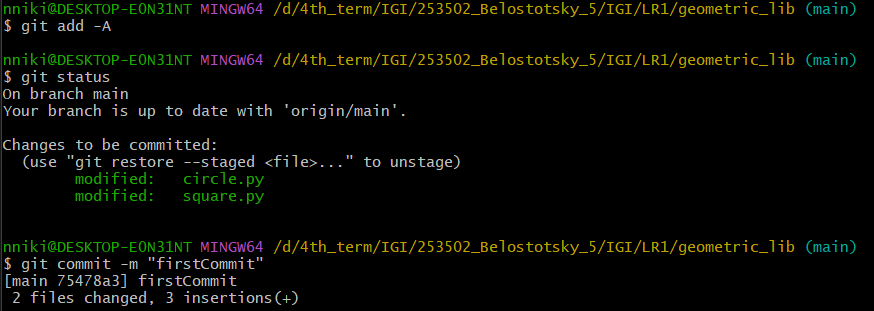 nniki@DESKTOP-E0N31NT MINGW64 /d/4th_term/IGI/253502_Belostotsky_5/IGI/LR1/geometric_lib (main)
$ git add -A

nniki@DESKTOP-E0N31NT MINGW64 /d/4th_term/IGI/253502_Belostotsky_5/IGI/LR1/geometric_lib (main)
$ git status
On branch main
Your branch is up to date with 'origin/main'.

Changes to be committed:
  (use "git restore --staged <file>..." to unstage)
        modified:   circle.py
        modified:   square.py

nniki@DESKTOP-E0N31NT MINGW64 /d/4th_term/IGI/253502_Belostotsky_5/IGI/LR1/geometric_lib (main)
$ git commit -m "firstCommit"
[main 75478a3] firstCommit
 2 files changed, 3 insertions(+)